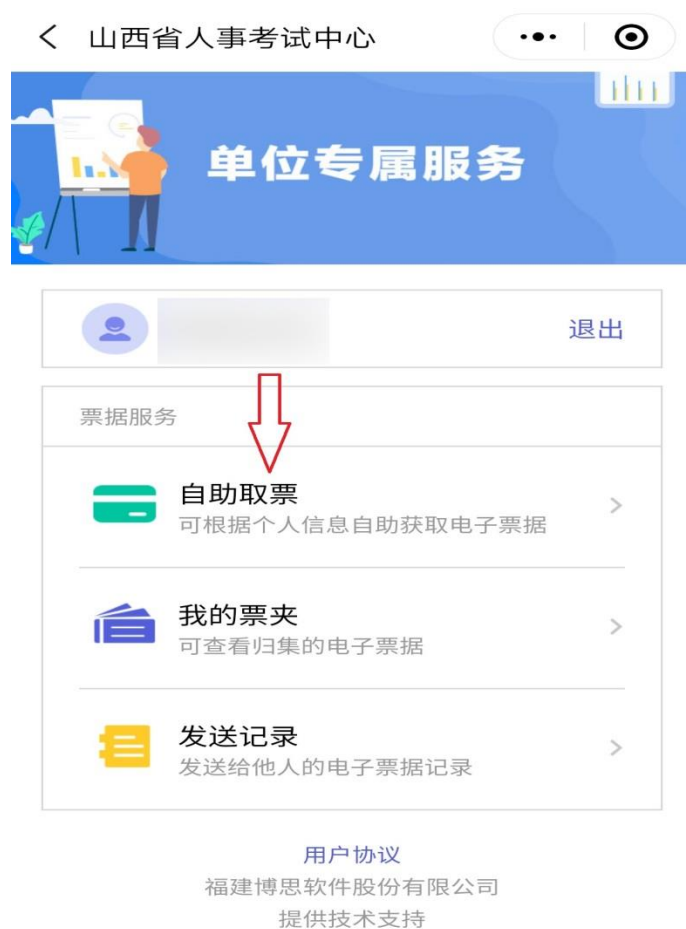 山西省人事考试中心
单位专属服务
退出
票据服务
自助取票
可根据个人信息自助获取电子票据
我的票夹
可查看归集的电子票据
发送记录
发送给他人的电子票据记录
用户协议
福建博思软件股份有限公司
提供技术支持